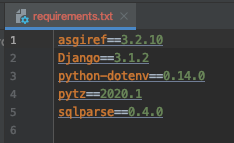 requirements.txt
1 asgiref==3.2.10
2 Django==3.1.2
3 python-dotenv==0.14.0
4 pytz==2020.1
5 sqlparse==0.4.0
6